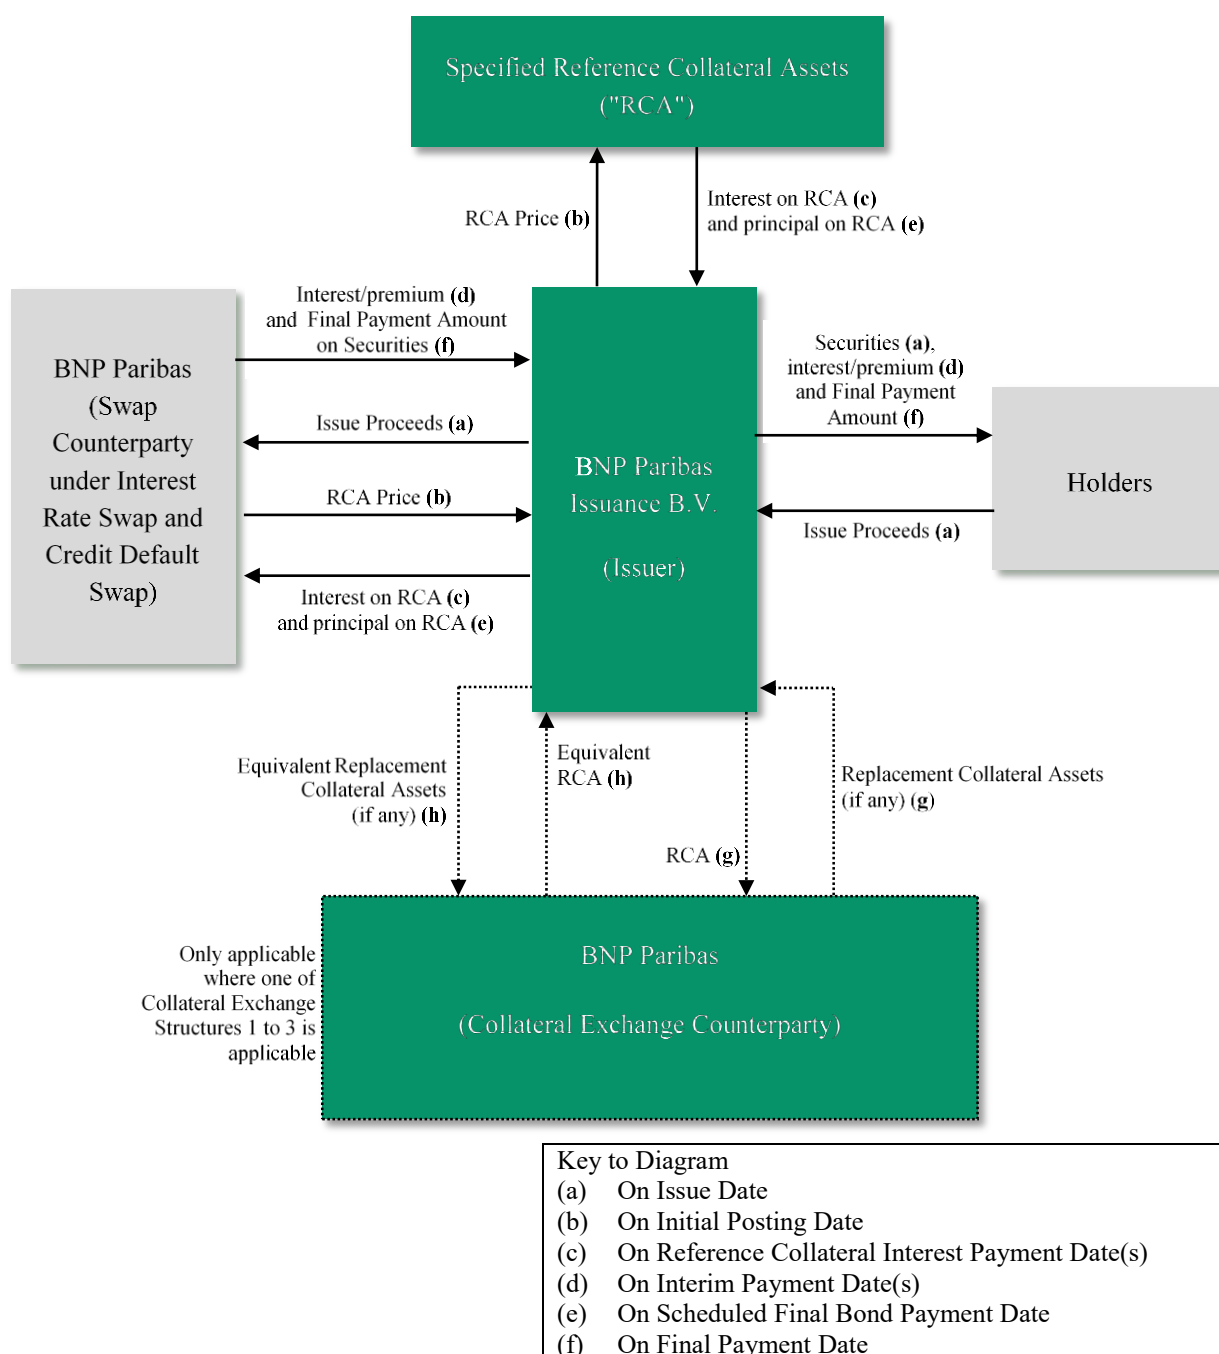 Specified Reference Collateral Assets
("RCA")
RCA Price (b)
Interest on RCA (c)
and principal on RCA (e)
BNP Paribas
(Swap
Counterparty
under Interest
Rate Swap and
Credit Default
Swap)
Interest/premium (d)
and Final Payment Amount
on Securities (f)
Issue Proceeds (a)
RCA Price (b)
Interest on RCA (c)
and principal on RCA (e)
BNP Paribas
Issuance B.V.
(Issuer)
Securities (a),
interest/premium (d)
and Final Payment
Amount (f)
Issue Proceeds (a)
Holders
Equivalent Replacement
Collateral Assets
(if any) (h)
Equivalent
RCA (h)
RCA (g)
Replacement Collateral Assets
(if any) (g)
Only applicable
where one of
Collateral Exchange
Structures 1 to 3 is
applicable
BNP Paribas
(Collateral Exchange Counterparty)
Key to Diagram
(a) On Issue Date
(b) On Initial Posting Date
(c) On Reference Collateral Interest Payment Date(s)
(d) On Interim Payment Date(s)
(e) On Scheduled Final Bond Payment Date
(f) On Final Payment Date